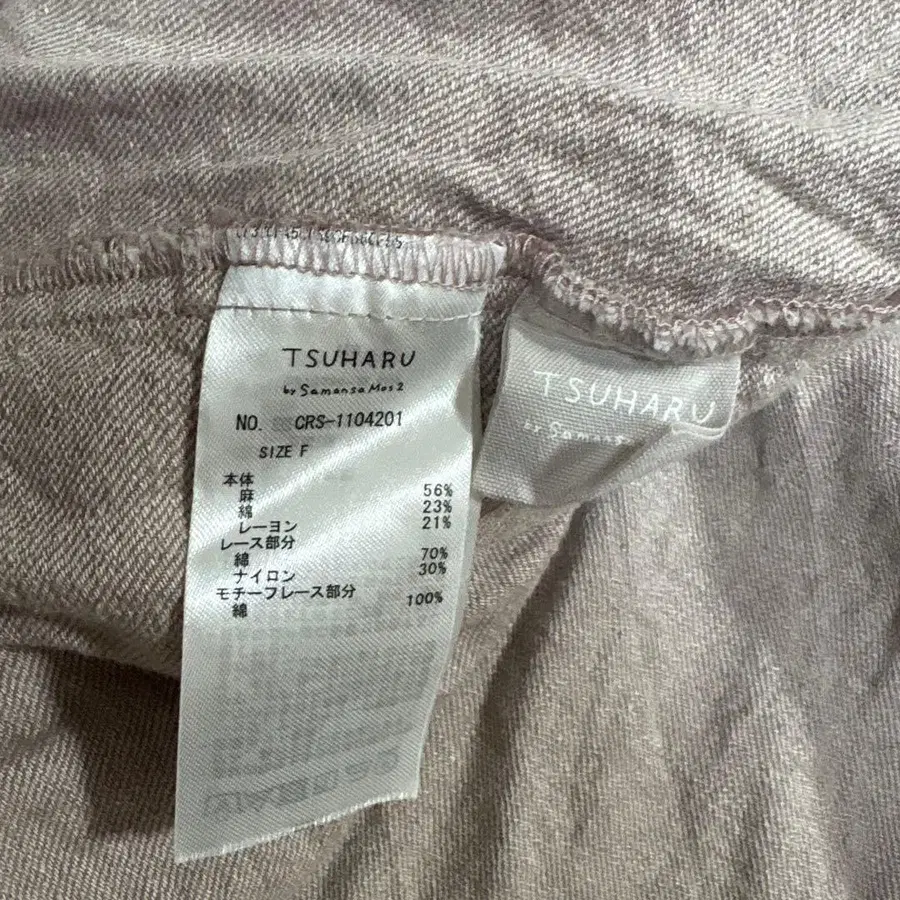 TSUHARU
by Samansa Mos2
NO. CRS-1104201
SIZE F
本体
麻 56%
綿 23%
レーヨン 21%
レース部分
綿 70%
ナイロン 30%
モチーフレース部分
綿 100%
TSUHARU
by Samansa